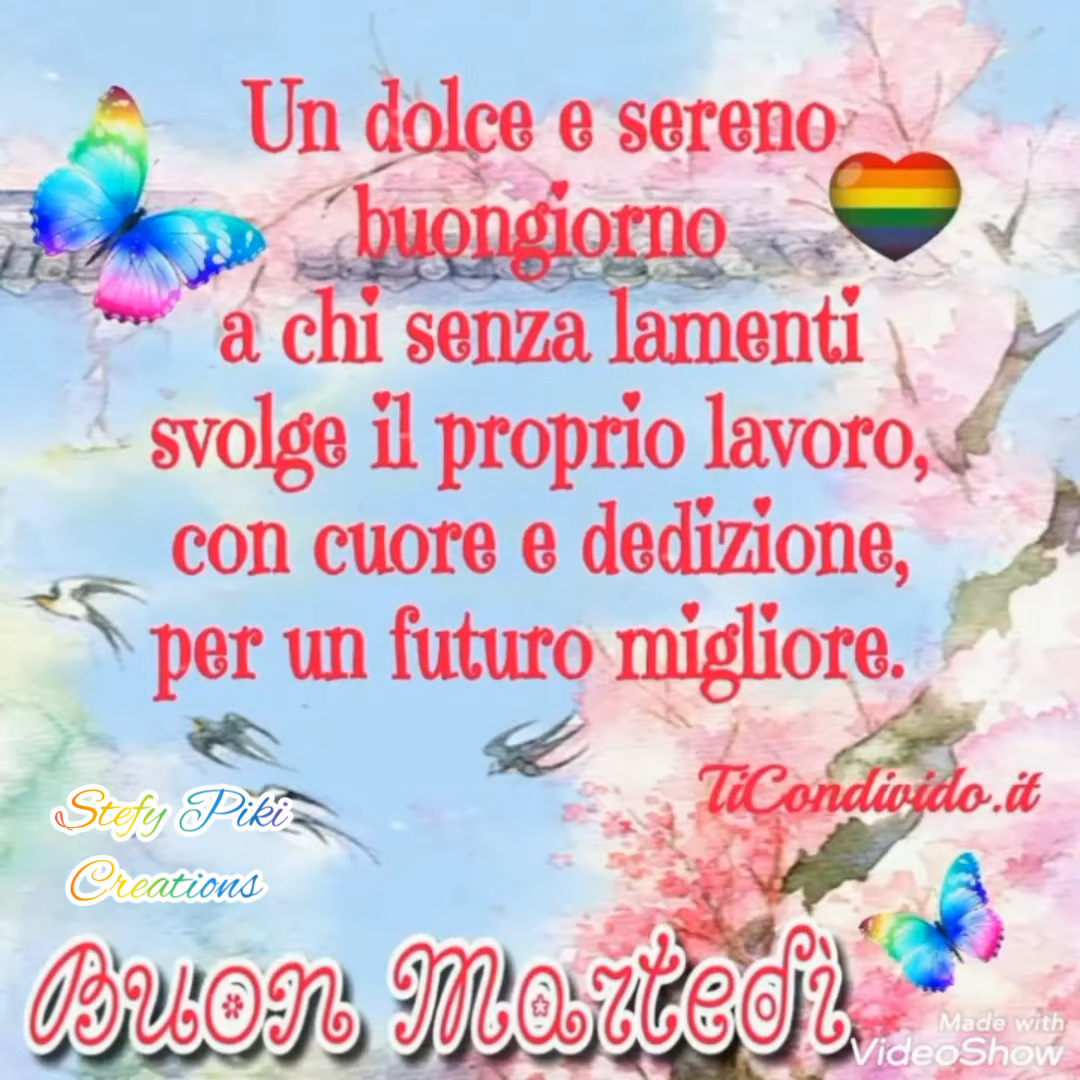 Un dolce e sereno
buongiorno
a chi senza lamenti
svolge il proprio lavoro,
con cuore e dedizione,
per un futuro migliore.
TiCondivido.it
Stefy Piki
Creations
Buon Martedì
Made with
VideoShow